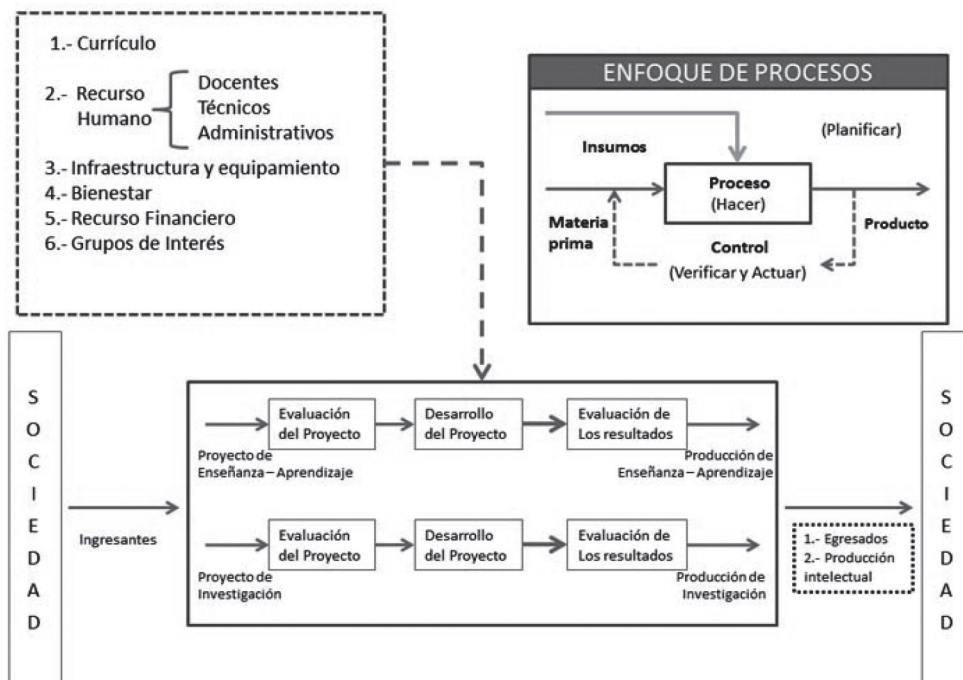 1.- Currículo
2.- Recurso
Humano
Docentes
Técnicos
Administrativos
3.- Infraestructura y equipamiento
4.- Bienestar
5.- Recurso Financiero
6.- Grupos de Interés
ENFOQUE DE PROCESOS
(Planificar)
Insumos
Proceso
(Hacer)
Materia
prima
Producto
Control
(Verificar y Actuar)
SOCIEDAD
Ingresantes
Evaluación
del Proyecto
Desarrollo
del Proyecto
Evaluación de
Los resultados
Proyecto de
Enseñanza – Aprendizaje
Producción de
Enseñanza – Aprendizaje
Evaluación
del Proyecto
Desarrollo
del Proyecto
Evaluación de
Los resultados
Proyecto de
Investigación
Producción de
Investigación
1.- Egresados
2.- Producción
intelectual
SOCIEDAD